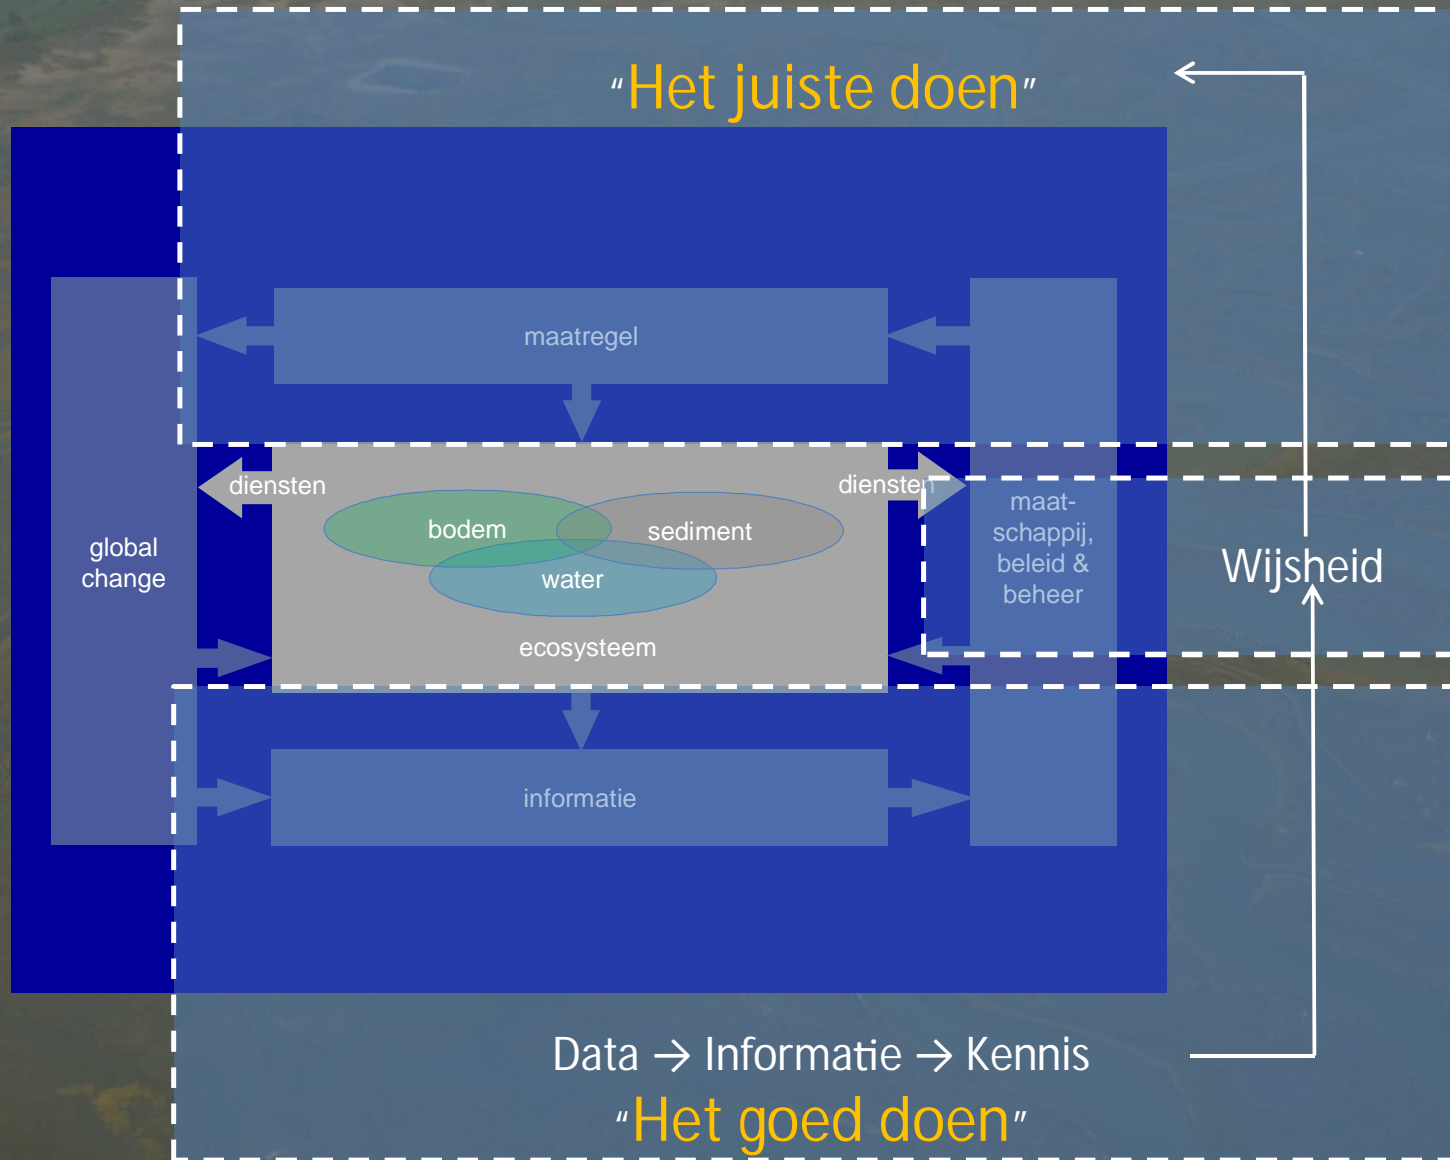 “Het juiste doen”
maatregel
diensten
diensten
bodem
sediment
water
ecosysteem
global
change
maat-
schappij,
beleid &
beheer
Wijsheid
informatie
Data → Informatie → Kennis
“Het goed doen”